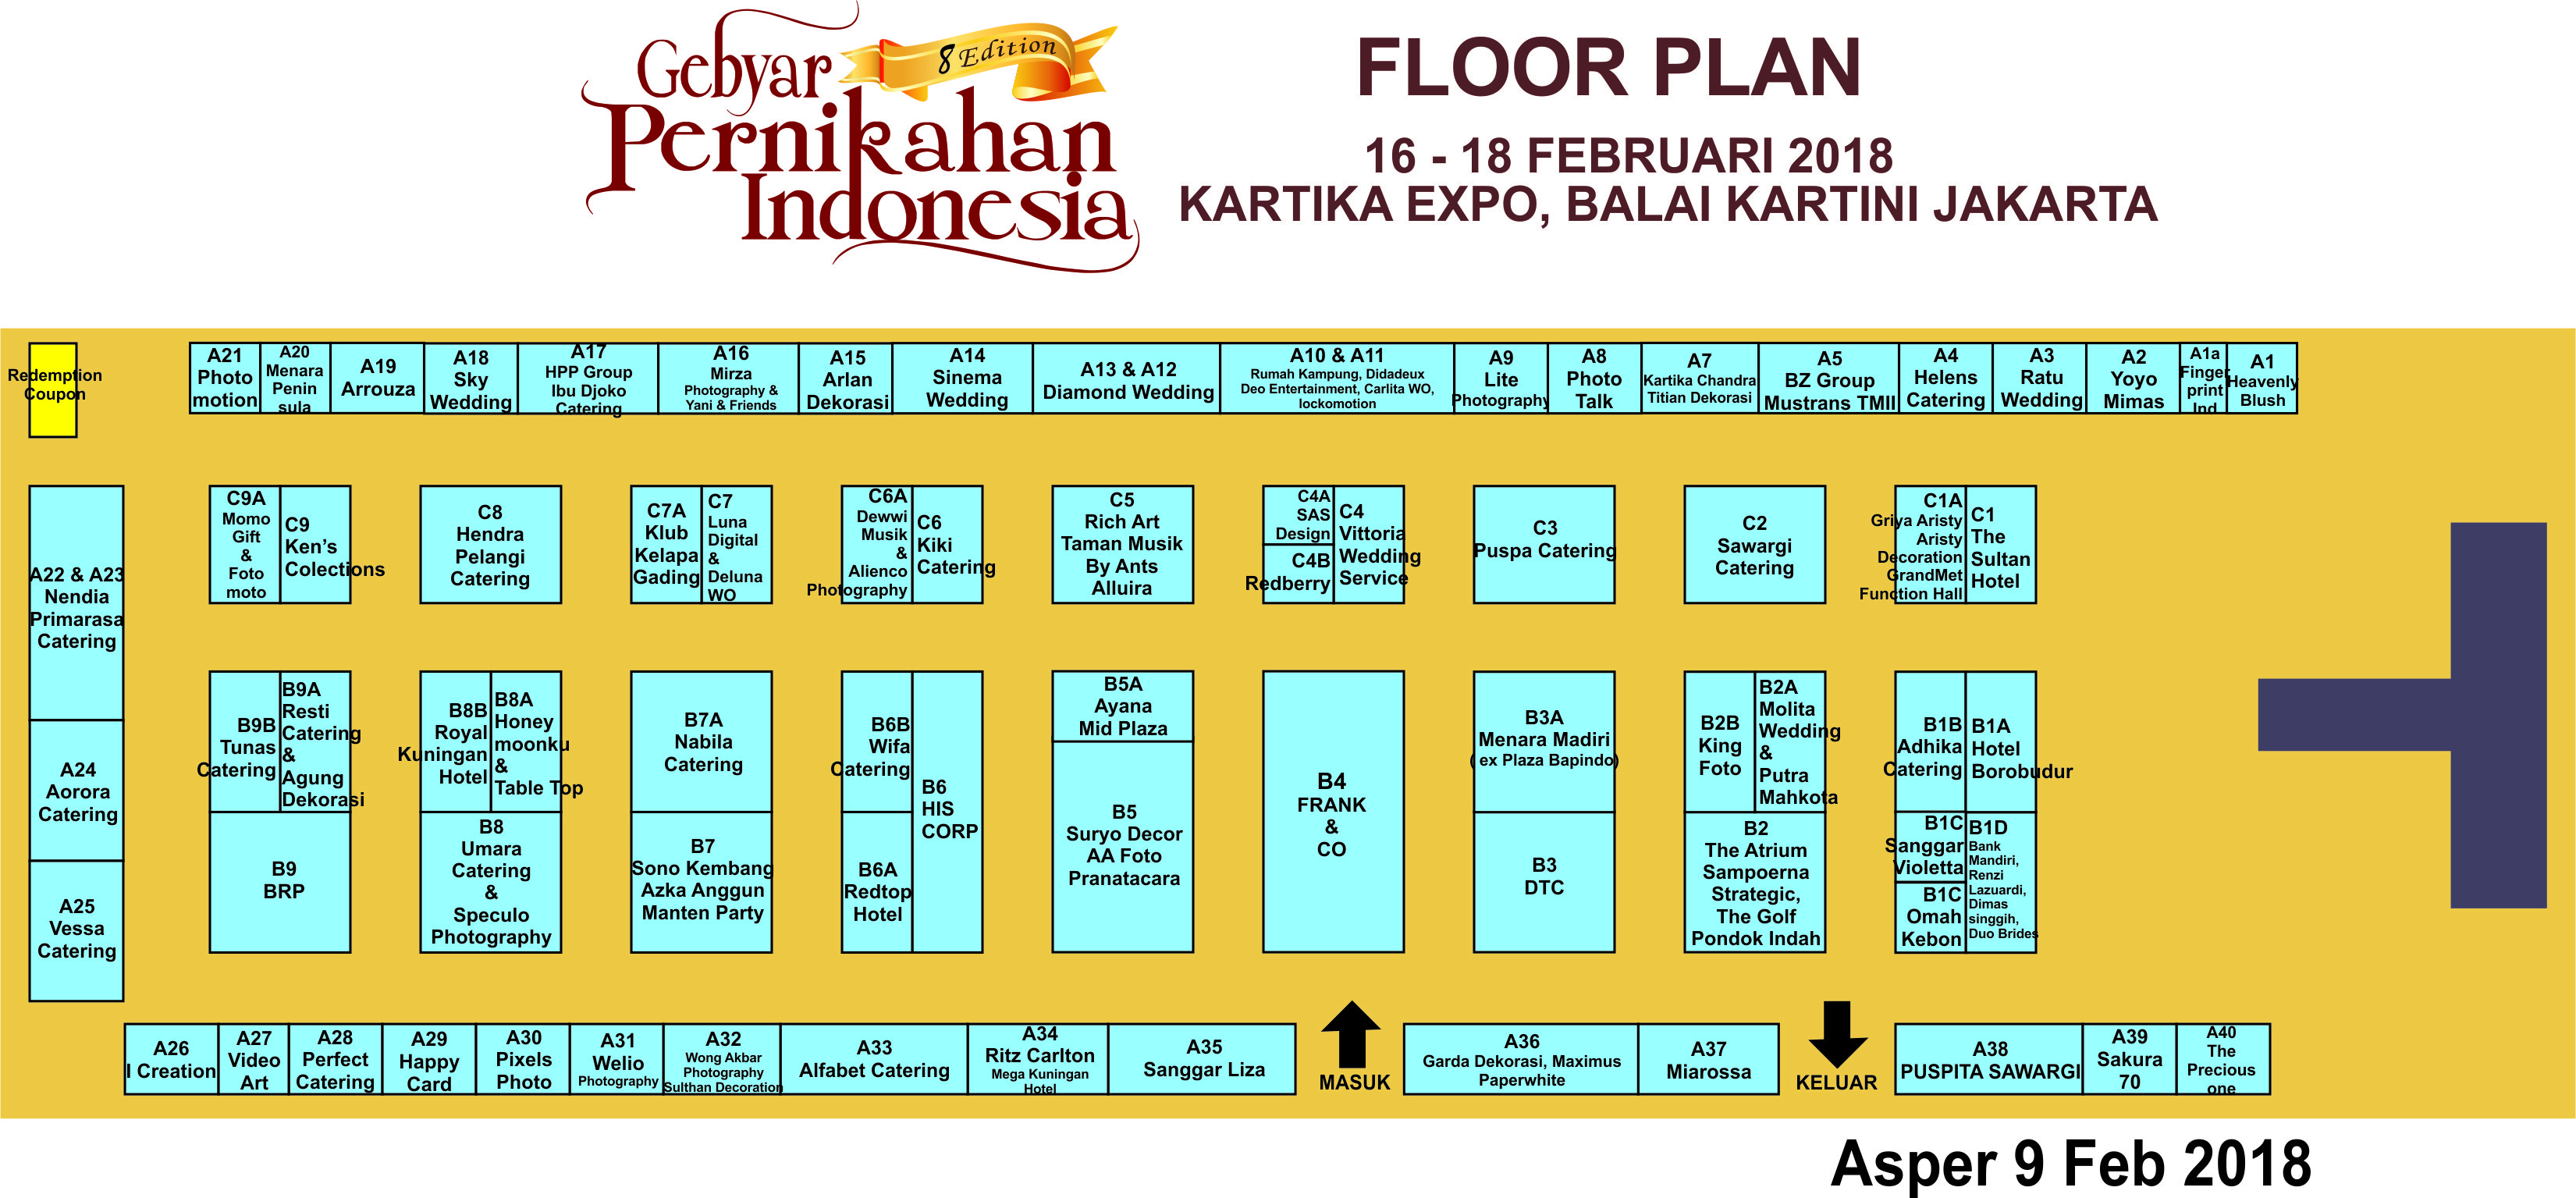 Gebyar
8 Edition
Pernikahan
Indonesia
FLOOR PLAN
16 - 18 FEBRUARI 2018
KARTIKA EXPO, BALAI KARTINI JAKARTA
Redemption
Coupon
A21
Photo
motion
A20
Menara
Penin
sula
A19
Arrouza
A18
Sky
Wedding
A17
HPP Group
Ibu Djoko
Catering
A16
Mirza
Photography &
Yani & Friends
A15
Arlan
Dekorasi
A14
Sinema
Wedding
A13 & A12
Diamond Wedding
A10 & A11
Rumah Kampung, Didadeux
Deo Entertainment, Carlita WO,
lockomotion
A9
Lite
Photography
A8
Photo
Talk
A7
Kartika Chandra
Titian Dekorasi
A5
BZ Group
Mustrans TMII
A4
Helens
Catering
A3
Ratu
Wedding
A2
Yoyo
Mimas
A1a
Finger
print
Ind
A1
Heavenly
Blush
A22 & A23
Nendia
Primarasa
Catering
A24
Aorora
Catering
A25
Vessa
Catering
C9A
Momo
Gift
&
Foto
moto
C9
Ken's
Colections
C8
Hendra
Pelangi
Catering
C7A
Klub
Kelapa
Gading
C7
Luna
Digital
&
Deluna
WO
C6A
Dewwi
Musik
&
Alienco
Photography
C6
Kiki
Catering
C5
Rich Art
Taman Musik
By Ants
Alluira
C4A
SAS
Design
C4B
Redberry
C4
Vittoria
Wedding
Service
C3
Puspa Catering
C2
Sawargi
Catering
C1A
Griya Aristy
Aristy
Decoration
GrandMet
Function Hall
C1
The
Sultan
Hotel
B9B
Tunas
Catering
B9A
Resti
Catering
&
Agung
Dekorasi
B9
BRP
B8B
Royal
Kuningan
Hotel
B8A
Honey
moonku
&
Table Top
B8
Umara
Catering
&
Speculo
Photography
B7A
Nabila
Catering
B7
Sono Kembang
Azka Anggun
Manten Party
B6B
Wifa
Catering
B6A
Redtop
Hotel
B6
HIS
CORP
B5A
Ayana
Mid Plaza
B5
Suryo Decor
AA Foto
Pranatacara
B4
FRANK
&
CO
B3A
Menara Madiri
( ex Plaza Bapindo)
B3
DTC
B2B
King
Foto
B2A
Molita
Wedding
&
Putra
Mahkota
B2
The Atrium
Sampoerna
Strategic,
The Golf
Pondok Indah
B1B
Adhika
Catering
B1A
Hotel
Borobudur
B1C
Sanggar
Violetta
B1C
Omah
Kebon
B1D
Bank
Mandiri,
Renzi
Lazuardi,
Dimas
singgih,
Duo Brides
A26
I Creation
A27
Video
Art
A28
Perfect
Catering
A29
Happy
Card
A30
Pixels
Photo
A31
Welio
Photography
A32
Wong Akbar
Photography
Sulthan Decoration
A33
Alfabet Catering
A34
Ritz Carlton
Mega Kuningan
Hotel
A35
Sanggar Liza
MASUK
A36
Garda Dekorasi, Maximus
Paperwhite
A37
Miarossa
KELUAR
A38
PUSPITA SAWARGI
A39
Sakura
70
A40
The
Precious
one
Asper 9 Feb 2018